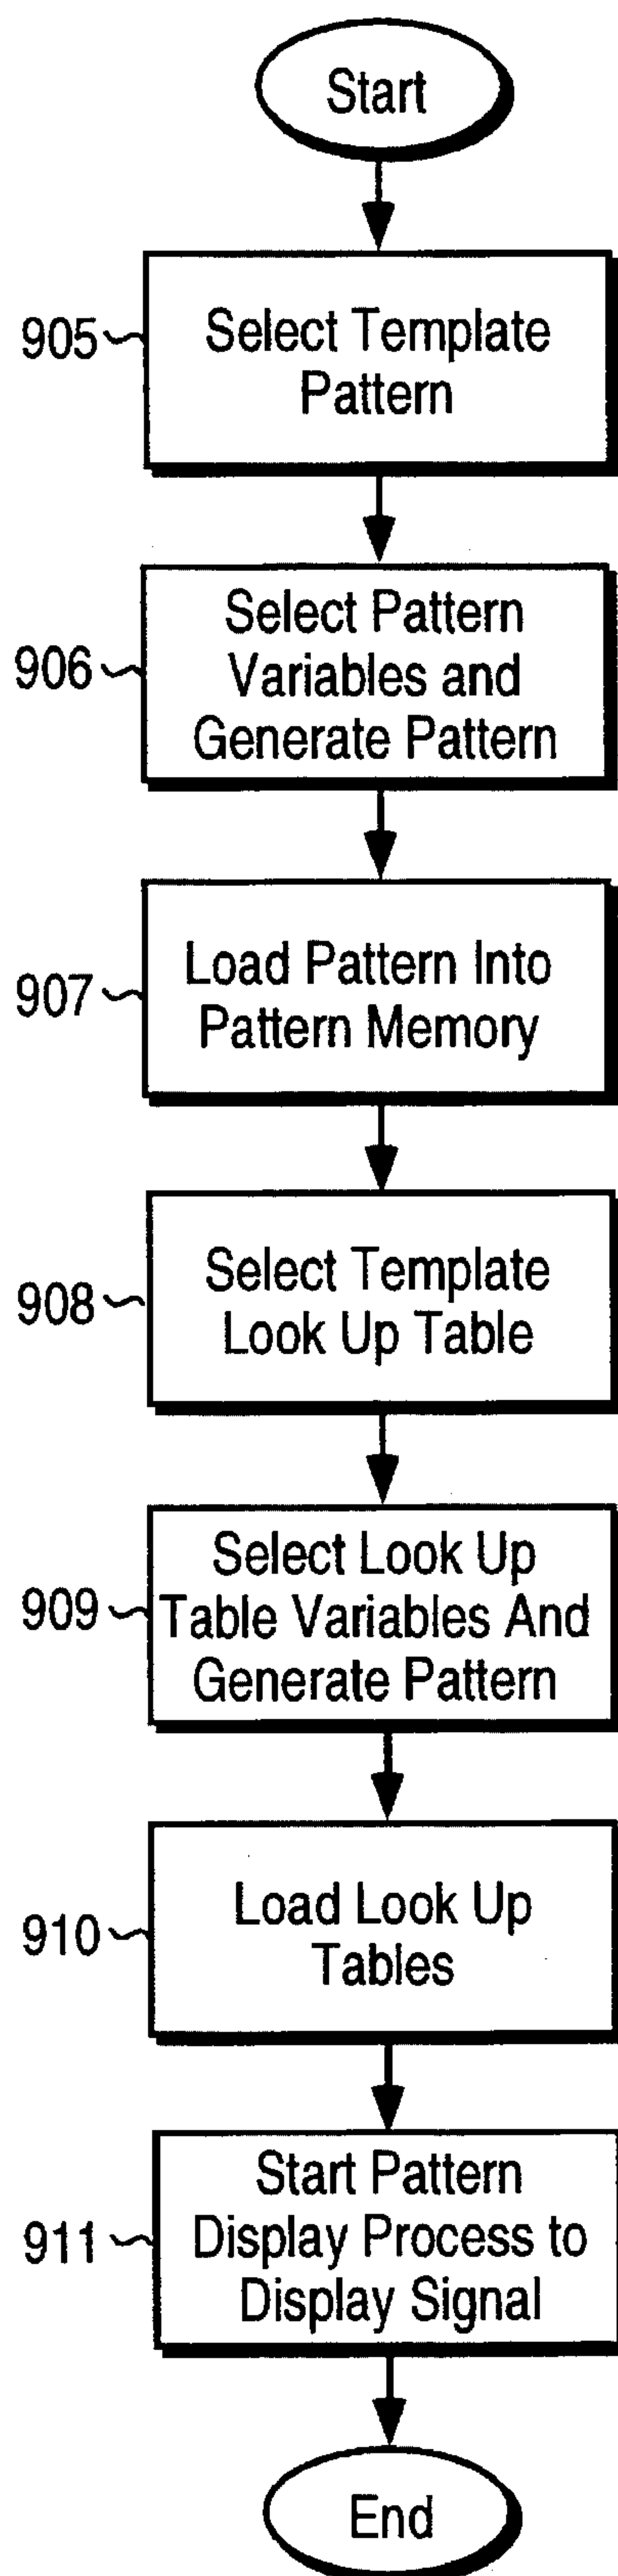 Start
905
Select Template
Pattern
906
Select Pattern
Variables and
Generate Pattern
907
Load Pattern Into
Pattern Memory
908
Select Template
Look Up Table
909
Select Look Up
Table Variables And
Generate Pattern
910
Load Look Up
Tables
911
Start Pattern
Display Process to
Display Signal
End